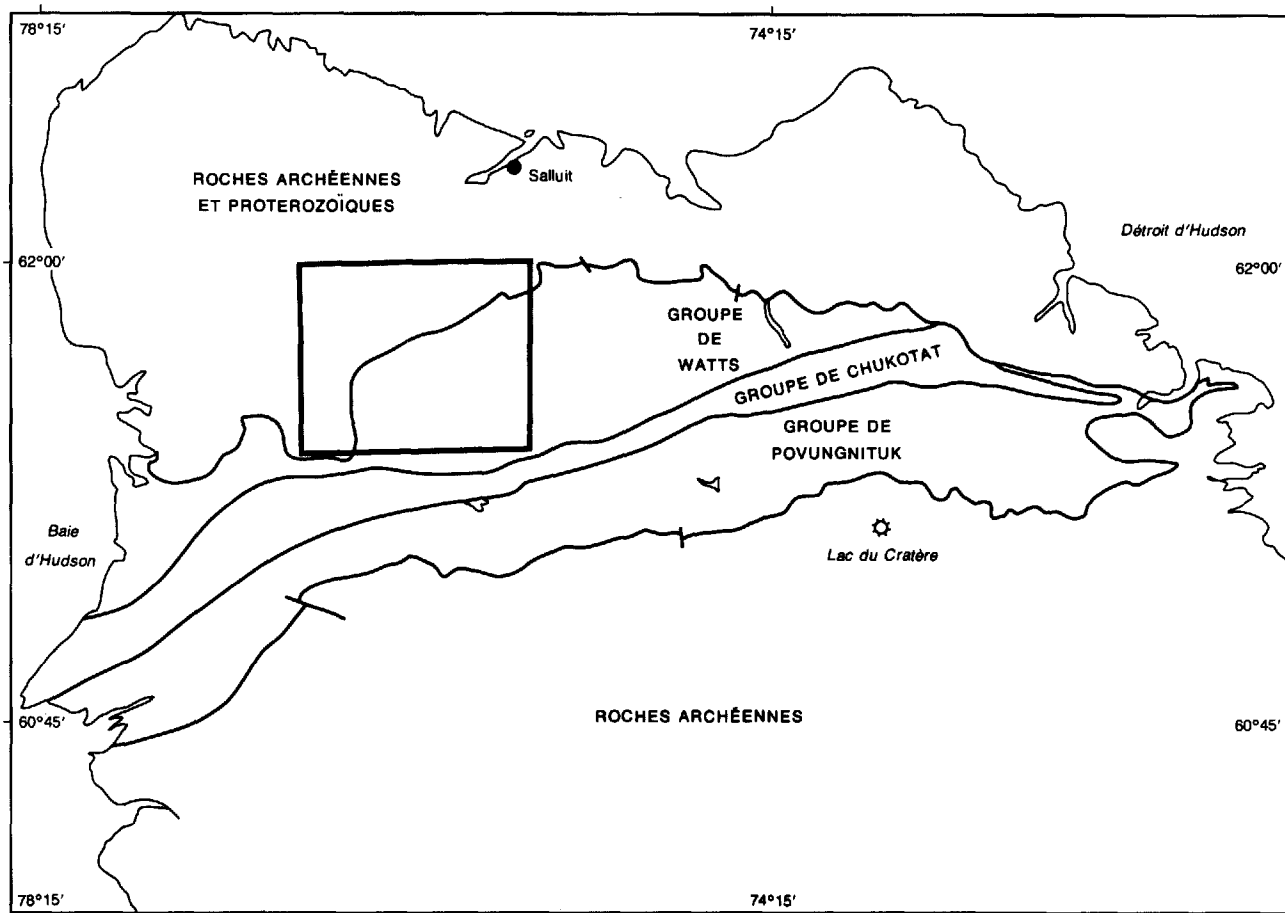 78°15′
74°15′
ROCHES ARCHÉENNES
ET PROTEROZOÏQUES
Salluit
Détroit d'Hudson
62°00′
62°00′
GROUPE
DE
WATTS
GROUPE DE CHUKOTAT
GROUPE DE
POVUNGNITUK
Baie
d'Hudson
Lac du Cratère
ROCHES ARCHÉENNES
60°45′
60°45′
78°15′
74°15′